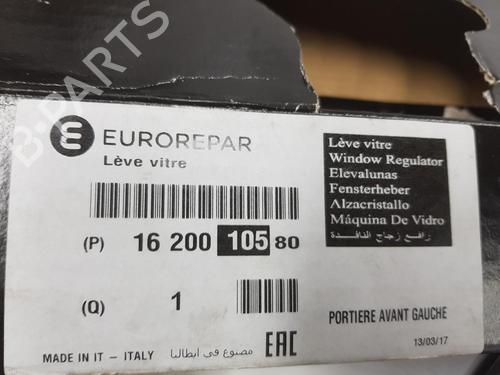 B-PARTS
EUROREPAR
Lève vitre
(P) 16 200 105 80
(Q) 1
MADE IN IT - ITALY مصنوع في ايطاليا EAC
Lève vitre
Window Regulator
Elevalunas
Fensterheber
Alzacristallo
Máquina De Vidro
رافع زجاج النافدة
PORTIERE AVANT GAUCHE
13/03/17